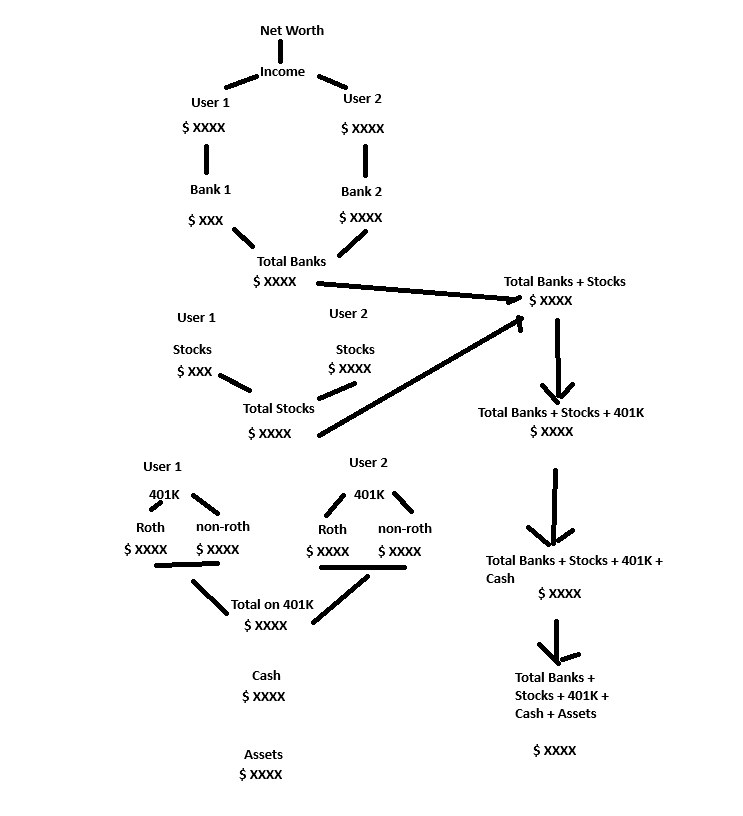 Net Worth
Income
User 1
User 2
$ XXXX
$ XXXX
Bank 1
Bank 2
$ XXX
$ XXXX
Total Banks
$ XXXX
Total Banks + Stocks
$ XXXX
User 1
User 2
Stocks
Stocks
$ XXX
$ XXXX
Total Stocks
$ XXXX
Total Banks + Stocks + 401K
$ XXXX
User 1
User 2
401K
401K
Roth
non-roth
Roth
non-roth
$ XXXX
$ XXXX
$ XXXX
$ XXXX
Total on 401K
$ XXXX
Total Banks + Stocks + 401K +
Cash
$ XXXX
Cash
$ XXXX
Total Banks +
Stocks + 401K +
Cash + Assets
$ XXXX
Assets
$ XXXX